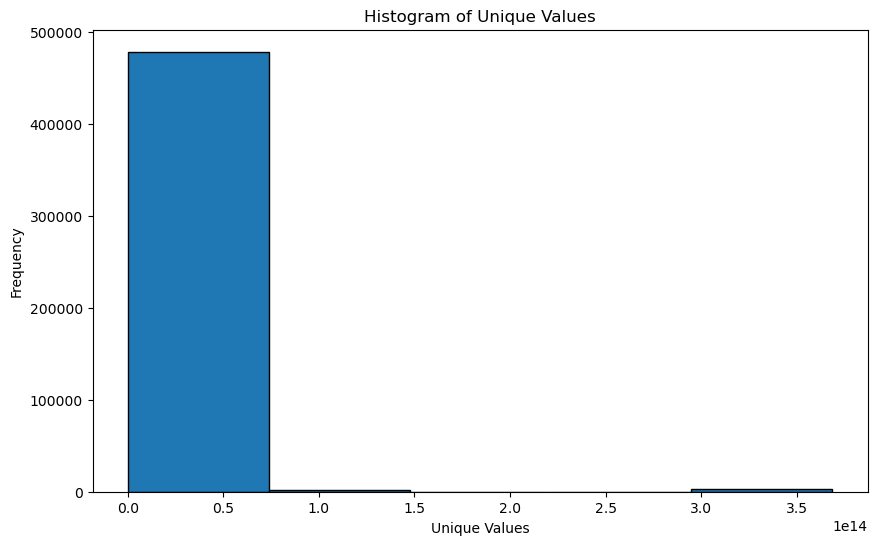 Histogram of Unique Values
500000
400000
300000
200000
100000
0
Frequency
0.0 0.5 1.0 1.5 2.0 2.5 3.0 3.5
1e14
Unique Values